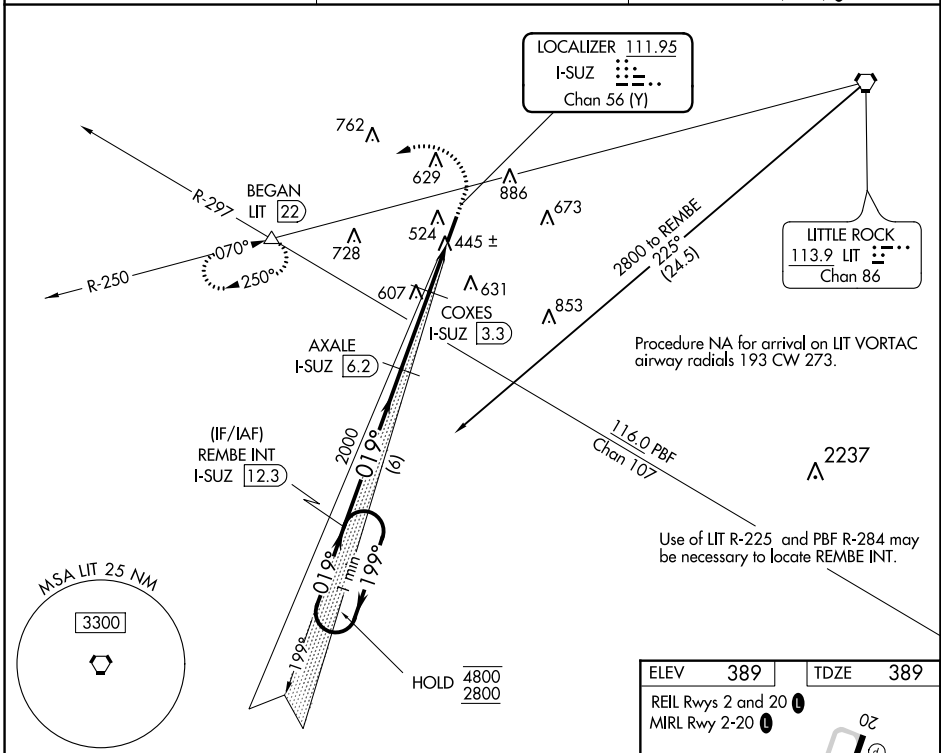 LOCALIZER 111.95
I-SUZ
Chan 56 (Y)
762
629
886
R-297
BEGAN
LIT 22
673
524
445 ±
728
070°
250°
R-250
2800 to REMBE
225°
(24.5)
LITTLE ROCK
113.9 LIT
Chan 86
607
631
COXES
I-SUZ 3.3
853
AXALE
I-SUZ 6.2
Procedure NA for arrival on LIT VORTAC
airway radials 193 CW 273.
(IF/IAF)
REMBE INT
I-SUZ 12.3
2000
019°
(6)
116.0 PBF
Chan 107
2237
Use of LIT R-225 and PBF R-284 may
be necessary to locate REMBE INT.
019°
1 min
199°
199°
MSA LIT 25 NM
3300
HOLD 4800
2800
ELEV 389
TDZE 389
REIL Rwys 2 and 20 L
MIRL Rwy 2-20 L
20
P